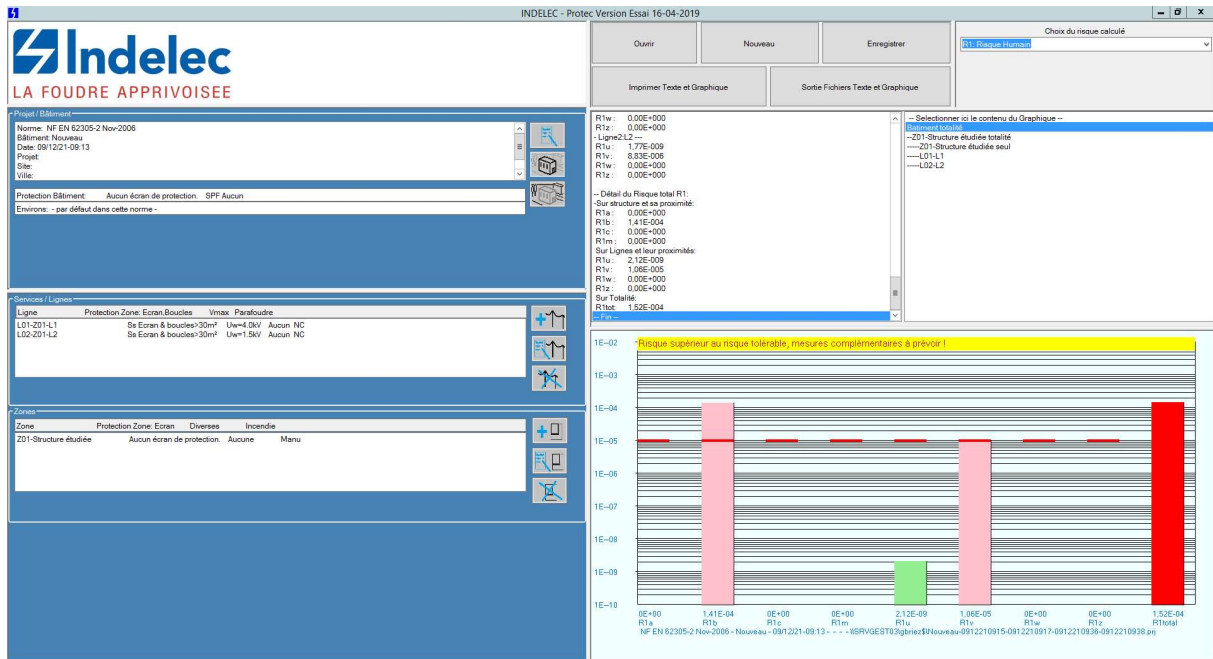 INDELEC - Protec Version Essai 16-04-2019
Indelec
LA FOUDRE APPRIVOISEE
Ouvrir
Nouveau
Enregistrer
Imprimer Texte et Graphique
Sortie Fichiers Texte et Graphique
Choix du risque calculé
R1: Risque Humain
Projet / Bâtiment
Norme: NF EN 62305-2 Nov-2006
Bâtiment: Nouveau
Date: 09/12/21-09:13
Projet:
Site:
Ville:
Protection Bâtiment: Aucun écran de protection. SPF Aucun
Environs: - par défaut dans cette norme -
Services / Lignes
Ligne Protection Zone: Ecran,Boucles Vmax Parafoudre
L01-Z01-L1 Ss Ecran & boucles>30m² Uw=4.0kV Aucun NC
L02-Z01-L2 Ss Ecran & boucles>30m² Uw=1.5kV Aucun NC
Zones
Zone Protection Zone: Ecran Diverses Incendie
Z01-Structure étudiée Aucun écran de protection. Aucune Manu
R1w : 0,00E+000
R1z : 0,00E+000
- Ligne2:L2 ---
R1u : 1,77E-009
R1v : 8,83E-006
R1w : 0,00E+000
R1z : 0,00E+000
-- Détail du Risque total R1:
-Sur structure et sa proximité:
R1a : 0,00E+000
R1b : 1,41E-004
R1c : 0,00E+000
R1m : 0,00E+000
Sur Lignes et leur proximités:
R1u : 2,12E-009
R1v : 1,06E-005
R1w : 0,00E+000
R1z : 0,00E+000
Sur Totalité:
R1tot: 1,52E-004
-- Fin --
-- Selectionner ici le contenu du Graphique --
Batiment totalité
--Z01-Structure étudiée totalité
-----Z01-Structure étudiée seul
-----L01-L1
-----L02-L2
Risque supérieur au risque tolérable, mesures complémentaires à prévoir !
1E-02
1E-03
1E-04
1E-05
1E-06
1E-07
1E-08
1E-09
1E-10
0E+00 1,41E-04 0E+00 0E+00 2,12E-09 1,06E-05 0E+00 0E+00 1,52E-04
R1a R1b R1c R1m R1u R1v R1w R1z R1total
NF EN 62305-2 Nov-2006 - Nouveau - 09/12/21-09:13 - - - -\\SRVGEST03\gbriez$\Nouveau-0912210915-0912210917-0912210936-0912210938.prj